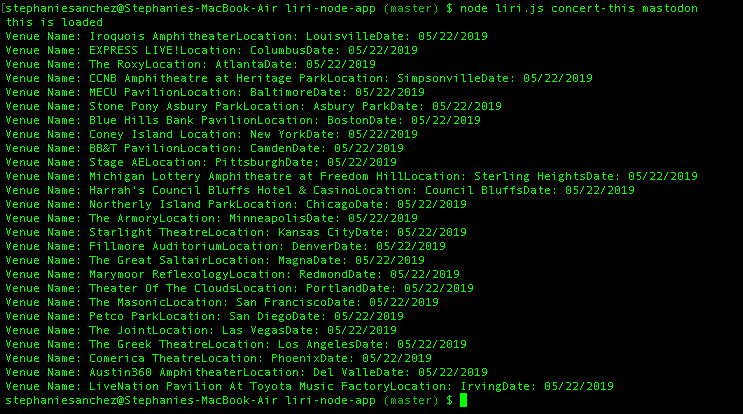 [stephaniesanchez@Stephanies-MacBook-Air liri-node-app (master) $ node liri.js concert-this mastodon
this is loaded
Venue Name: Iroquois AmphitheaterLocation: LouisvilleDate: 05/22/2019
Venue Name: EXPRESS LIVE!Location: ColumbusDate: 05/22/2019
Venue Name: The RoxyLocation: AtlantaDate: 05/22/2019
Venue Name: CCNB Amphitheatre at Heritage ParkLocation: SimpsonvilleDate: 05/22/2019
Venue Name: MECU PavilionLocation: BaltimoreDate: 05/22/2019
Venue Name: Stone Pony Asbury ParkLocation: Asbury ParkDate: 05/22/2019
Venue Name: Blue Hills Bank PavilionLocation: BostonDate: 05/22/2019
Venue Name: Coney Island Location: New YorkDate: 05/22/2019
Venue Name: BB&T PavilionLocation: CamdenDate: 05/22/2019
Venue Name: Stage AELocation: PittsburghDate: 05/22/2019
Venue Name: Michigan Lottery Amphitheatre at Freedom HillLocation: Sterling HeightsDate: 05/22/2019
Venue Name: Harrah's Council Bluffs Hotel & CasinoLocation: Council BluffsDate: 05/22/2019
Venue Name: Northerly Island ParkLocation: ChicagoDate: 05/22/2019
Venue Name: The ArmoryLocation: MinneapolisDate: 05/22/2019
Venue Name: Starlight TheatreLocation: Kansas CityDate: 05/22/2019
Venue Name: Fillmore AuditoriumLocation: DenverDate: 05/22/2019
Venue Name: The Great SaltairLocation: MagnaDate: 05/22/2019
Venue Name: Marymoor ReflexologyLocation: RedmondDate: 05/22/2019
Venue Name: Theater Of The CloudsLocation: PortlandDate: 05/22/2019
Venue Name: The MasonicLocation: San FranciscoDate: 05/22/2019
Venue Name: Petco ParkLocation: San DiegoDate: 05/22/2019
Venue Name: The JointLocation: Las VegasDate: 05/22/2019
Venue Name: The Greek TheatreLocation: Los AngelesDate: 05/22/2019
Venue Name: Comerica TheatreLocation: PhoenixDate: 05/22/2019
Venue Name: Austin360 AmphitheaterLocation: Del ValleDate: 05/22/2019
Venue Name: LiveNation Pavilion At Toyota Music FactoryLocation: IrvingDate: 05/22/2019
stephaniesanchez@Stephanies-MacBook-Air liri-node-app (master) $